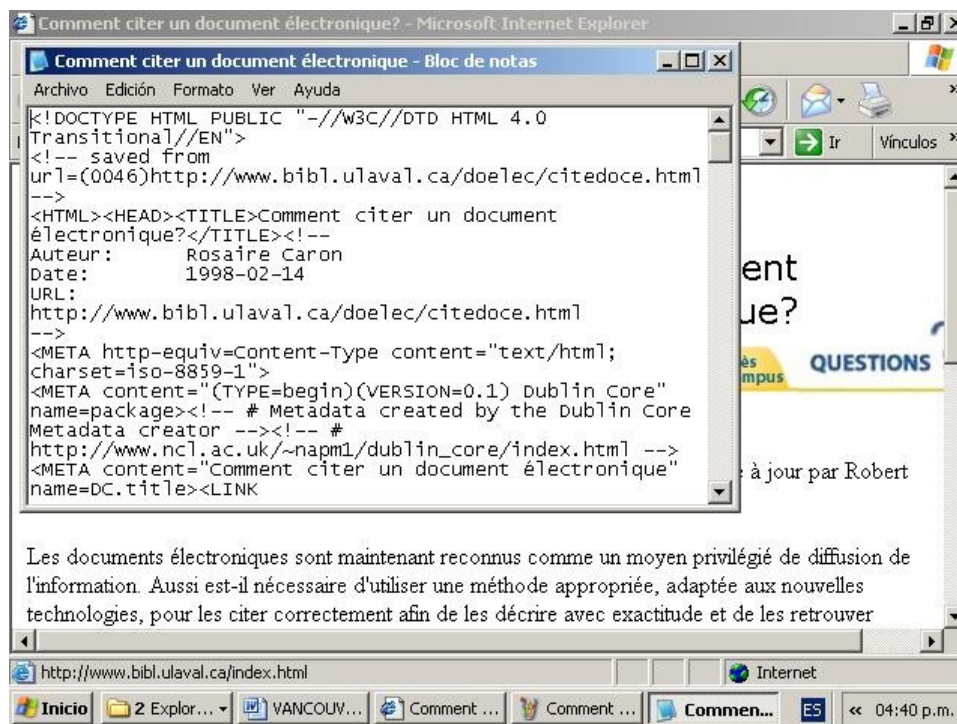 Comment citer un document électronique? - Microsoft Internet Explorer
Comment citer un document électronique - Bloc de notas
Archivo Edición Formato Ver Ayuda
<!DOCTYPE HTML PUBLIC "-//W3C//DTD HTML 4.0
Transitional//EN">
<!-- saved from
url=(0046)http://www.bibl.ulaval.ca/doelec/citedoce.html
-->
<HTML><HEAD><TITLE>Comment citer un document
électronique?</TITLE><!--
Auteur: Rosaire Caron
Date: 1998-02-14
URL:
http://www.bibl.ulaval.ca/doelec/citedoce.html
-->
<META http-equiv=Content-Type content="text/html;
charset=iso-8859-1">
<META content="(TYPE=begin)(VERSION=0.1) Dublin Core"
name=package><!-- # Metadata created by the Dublin Core
Metadata creator --><!-- #
http://www.ncl.ac.uk/~napm1/dublin_core/index.html -->
<META content="Comment citer un document électronique"
name=DC.title><LINK
Ir Vínculos »
ent
ue?
ès
mpus
QUESTIONS
à jour par Robert
Les documents électroniques sont maintenant reconnus comme un moyen privilégié de diffusion de
l'information. Aussi est-il nécessaire d'utiliser une méthode appropriée, adaptée aux nouvelles
technologies, pour les citer correctement afin de les décrire avec exactitude et de les retrouver
http://www.bibl.ulaval.ca/index.html Internet
Inicio 2 Explor... VANCOUV... Comment ... Comment ... Commen... ES « 04:40 p.m.